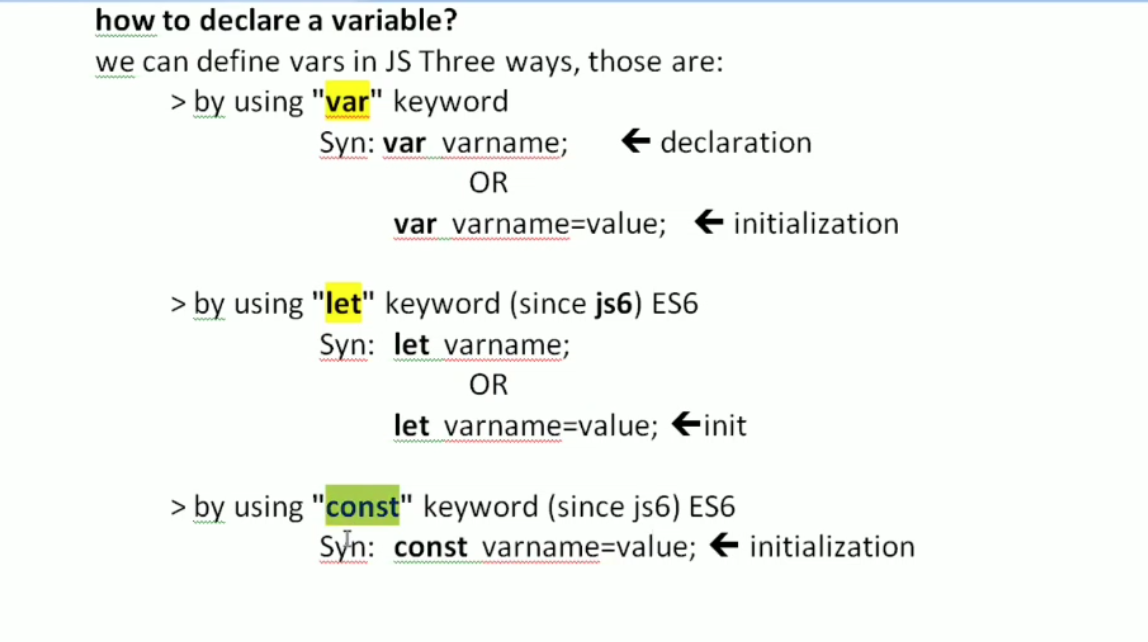 how to declare a variable?
we can define vars in JS Three ways, those are:
> by using "var" keyword
Syn: var varname; 🡨 declaration
OR
var varname=value; 🡨 initialization
> by using "let" keyword (since js6) ES6
Syn: let varname;
OR
let varname=value; 🡨init
> by using "const" keyword (since js6) ES6
Syn: const varname=value; 🡨 initialization